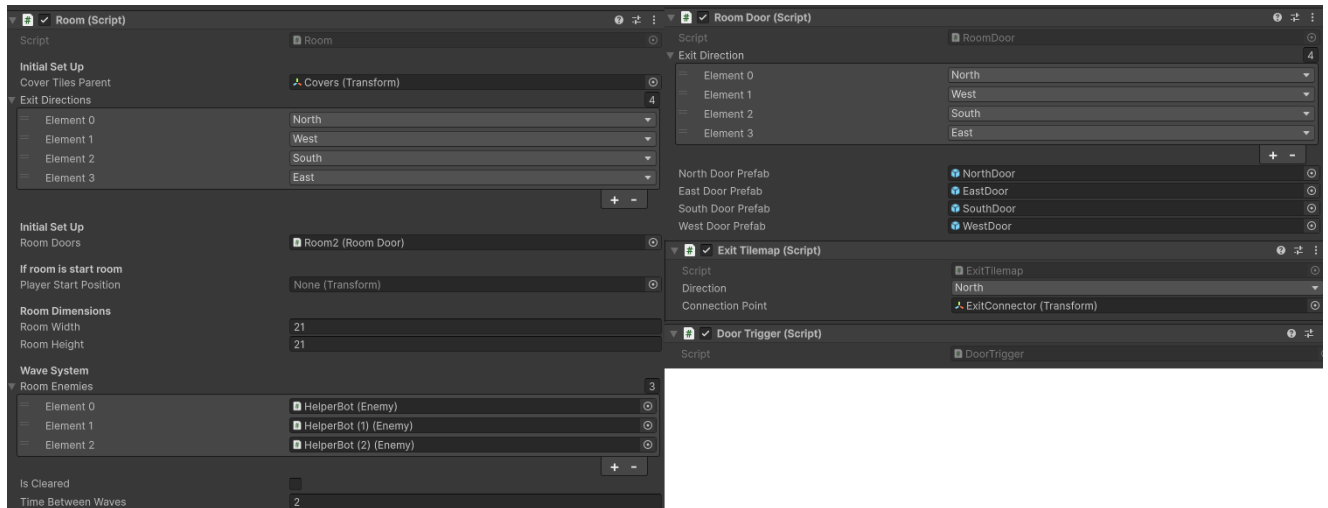 Room (Script)
Script Room
Initial Set Up
Cover Tiles Parent Covers (Transform)
Exit Directions 4
Element 0 North
Element 1 West
Element 2 South
Element 3 East
+ -
Initial Set Up
Room Doors Room2 (Room Door)
If room is start room
Player Start Position None (Transform)
Room Dimensions
Room Width 21
Room Height 21
Wave System
Room Enemies 3
Element 0 HelperBot (Enemy)
Element 1 HelperBot (1) (Enemy)
Element 2 HelperBot (2) (Enemy)
+ -
Is Cleared
Time Between Waves 2
Room Door (Script)
Script RoomDoor
Exit Direction 4
Element 0 North
Element 1 West
Element 2 South
Element 3 East
+ -
North Door Prefab NorthDoor
East Door Prefab EastDoor
South Door Prefab SouthDoor
West Door Prefab WestDoor
Exit Tilemap (Script)
Script ExitTilemap
Direction North
Connection Point ExitConnector (Transform)
Door Trigger (Script)
Script DoorTrigger